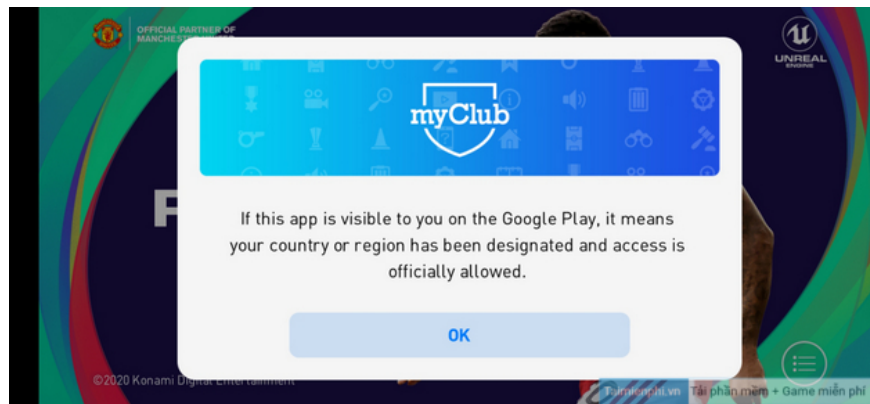 OFFICIAL PARTNER OF
UNREAL
ENGINE
myClub
If this app is visible to you on the Google Play, it means
your country or region has been designated and access is
officially allowed.
OK
©2020 Konami Digital Entertainment
Taimienphi.vn Tải phần mềm + Game miễn phí